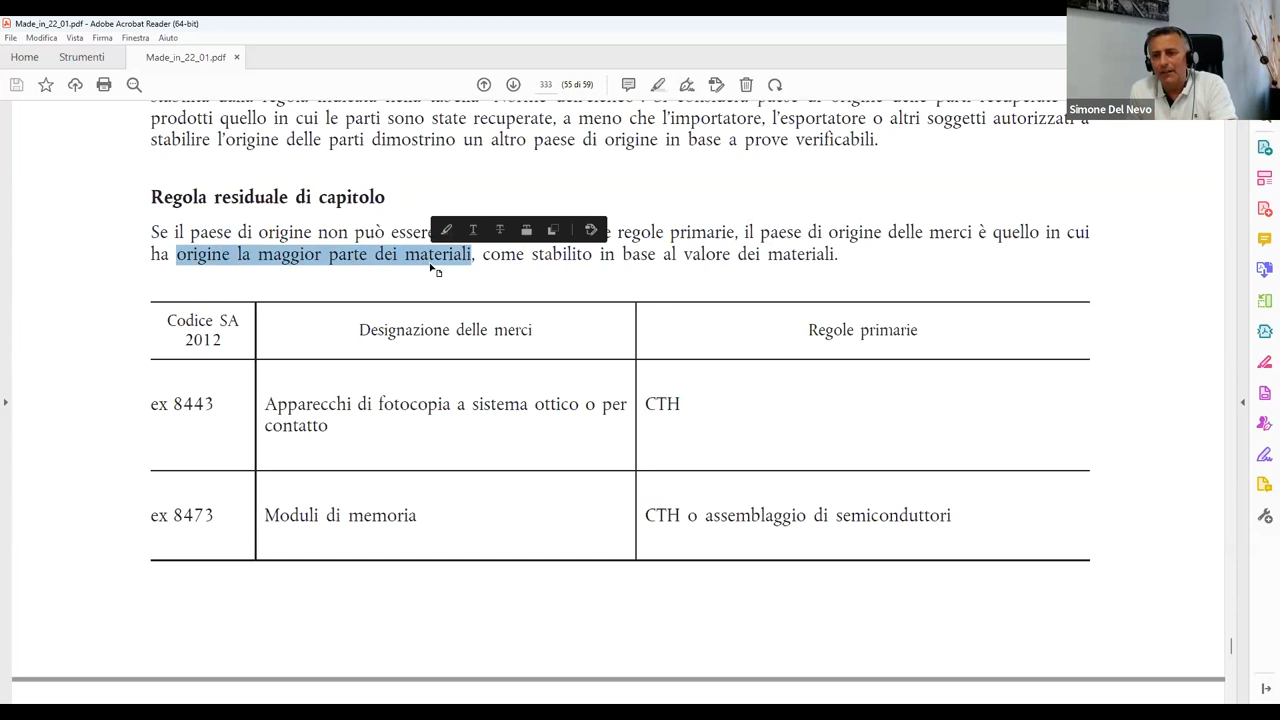 Made_in_22_01.pdf - Adobe Acrobat Reader (64-bit)
File Modifica Vista Firma Finestra Aiuto
Home Strumenti Made_in_22_01.pdf ×
333 (55 di 59)
Simone Del Nevo
prodotti quello in cui le parti sono state recuperate, a meno che l'importatore, l'esportatore o altri soggetti autorizzati a
stabilire l'origine delle parti dimostrino un altro paese di origine in base a prove verificabili.
Regola residuale di capitolo
Se il paese di origine non può essere regole primarie, il paese di origine delle merci è quello in cui
ha origine la maggior parte dei materiali, come stabilito in base al valore dei materiali.
Codice SA
2012
Designazione delle merci
Regole primarie
ex 8443
Apparecchi di fotocopia a sistema ottico o per
contatto
CTH
ex 8473
Moduli di memoria
CTH o assemblaggio di semiconduttori